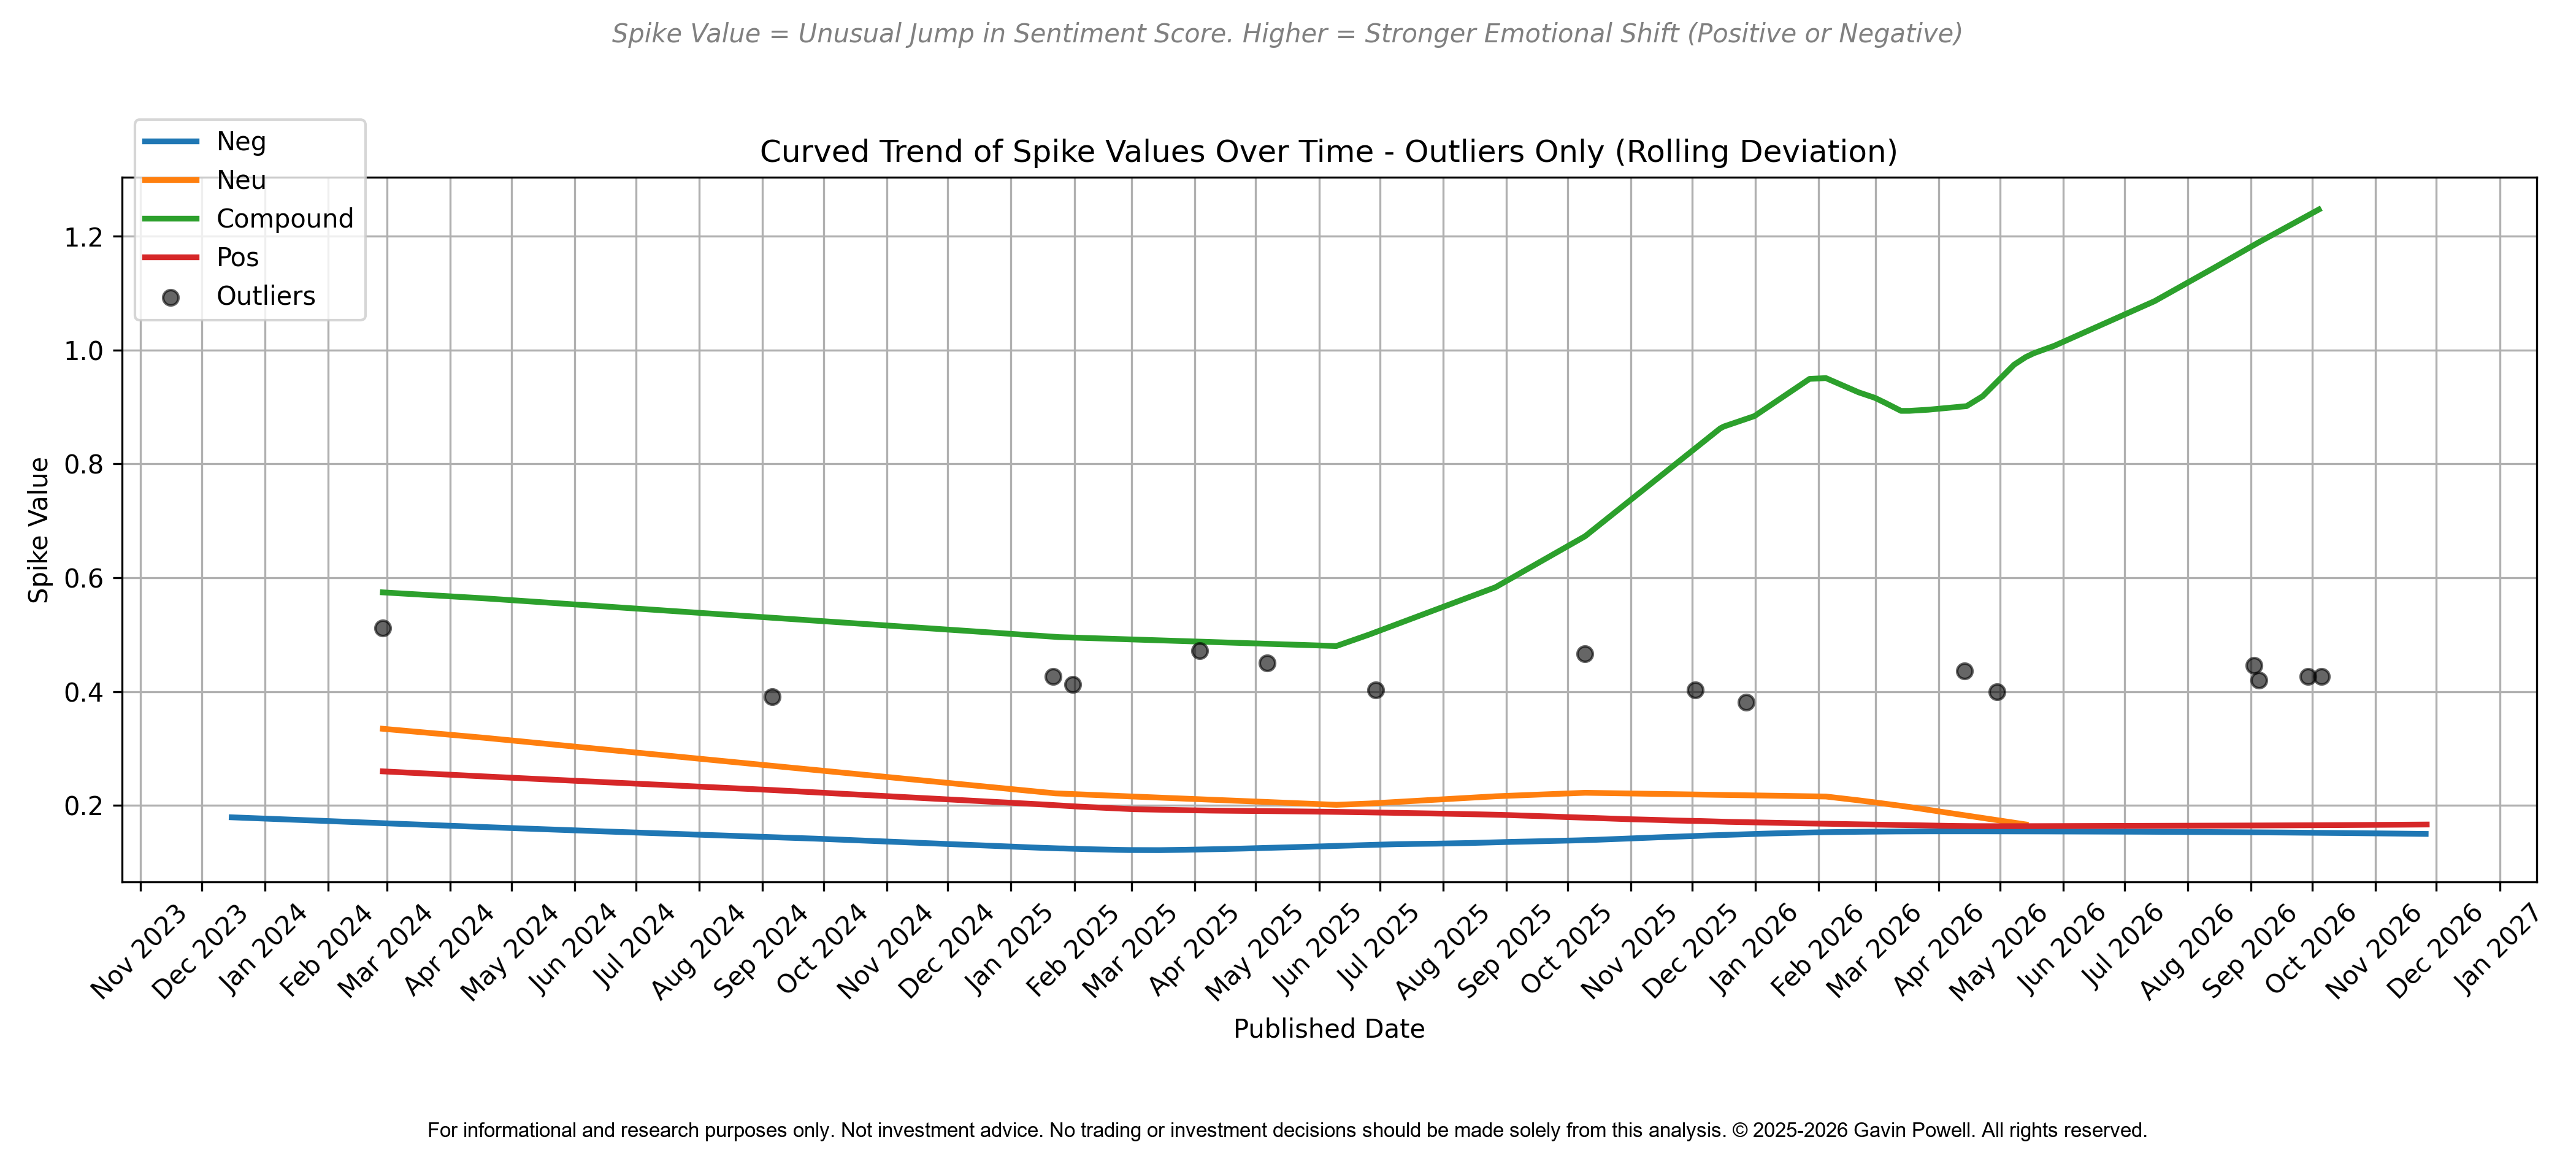 Spike Value = Unusual Jump in Sentiment Score. Higher = Stronger Emotional Shift (Positive or Negative)
Curved Trend of Spike Values Over Time - Outliers Only (Rolling Deviation)
Neg
Neu
Compound
Pos
Outliers
Spike Value
1.2
1.0
0.8
0.6
0.4
0.2
Nov 2023
Dec 2023
Jan 2024
Feb 2024
Mar 2024
Apr 2024
May 2024
Jun 2024
Jul 2024
Aug 2024
Sep 2024
Oct 2024
Nov 2024
Dec 2024
Jan 2025
Feb 2025
Mar 2025
Apr 2025
May 2025
Jun 2025
Jul 2025
Aug 2025
Sep 2025
Oct 2025
Nov 2025
Dec 2025
Jan 2026
Feb 2026
Mar 2026
Apr 2026
May 2026
Jun 2026
Jul 2026
Aug 2026
Sep 2026
Oct 2026
Nov 2026
Dec 2026
Jan 2027
Published Date
For informational and research purposes only. Not investment advice. No trading or investment decisions should be made solely from this analysis. © 2025-2026 Gavin Powell. All rights reserved.